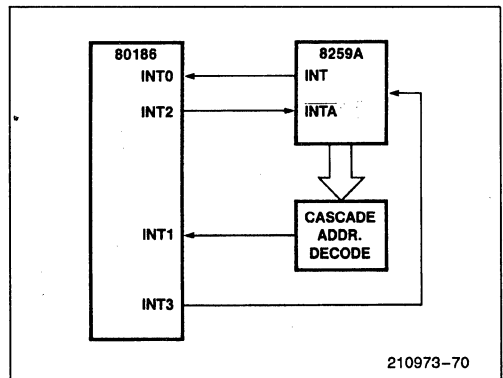 80186
INT0
INT2
INT1
INT3
8259A
INT
INTA
CASCADE
ADDR.
DECODE
210973-70